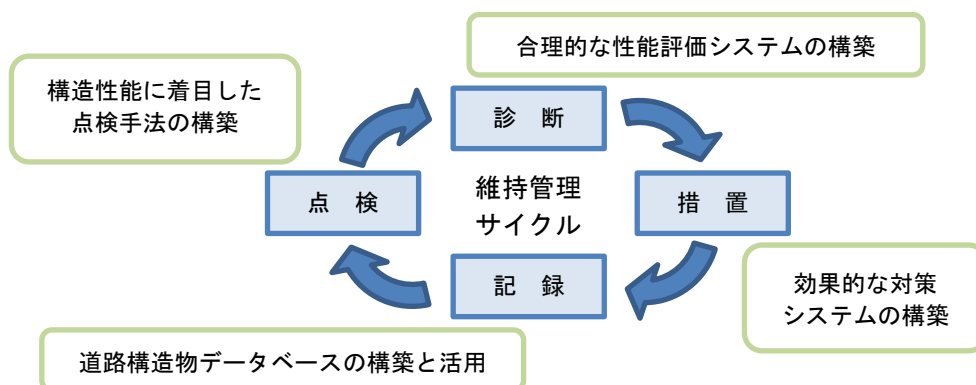 合理的な性能評価システムの構築
構造性能に着目した
点検手法の構築
診　断
点　検
維持管理
サイクル
措　置
記　録
効果的な対策
システムの構築
道路構造物データベースの構築と活用